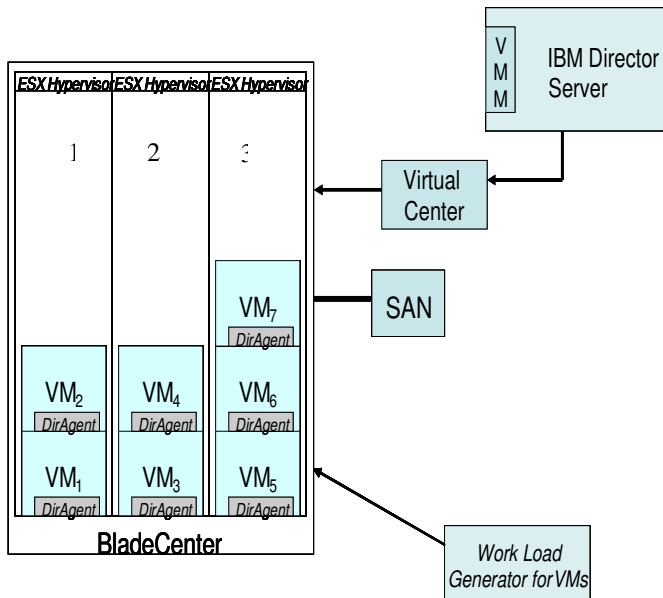 V
M
M
IBM Director
Server
ESX Hypervisor ESX Hypervisor ESX Hypervisor
1 2 3
Virtual
Center
SAN
VM7
DirAgent
VM2 VM4 VM6
DirAgent DirAgent DirAgent
VM1 VM3 VM5
DirAgent DirAgent DirAgent
BladeCenter
Work Load
Generator for VMs